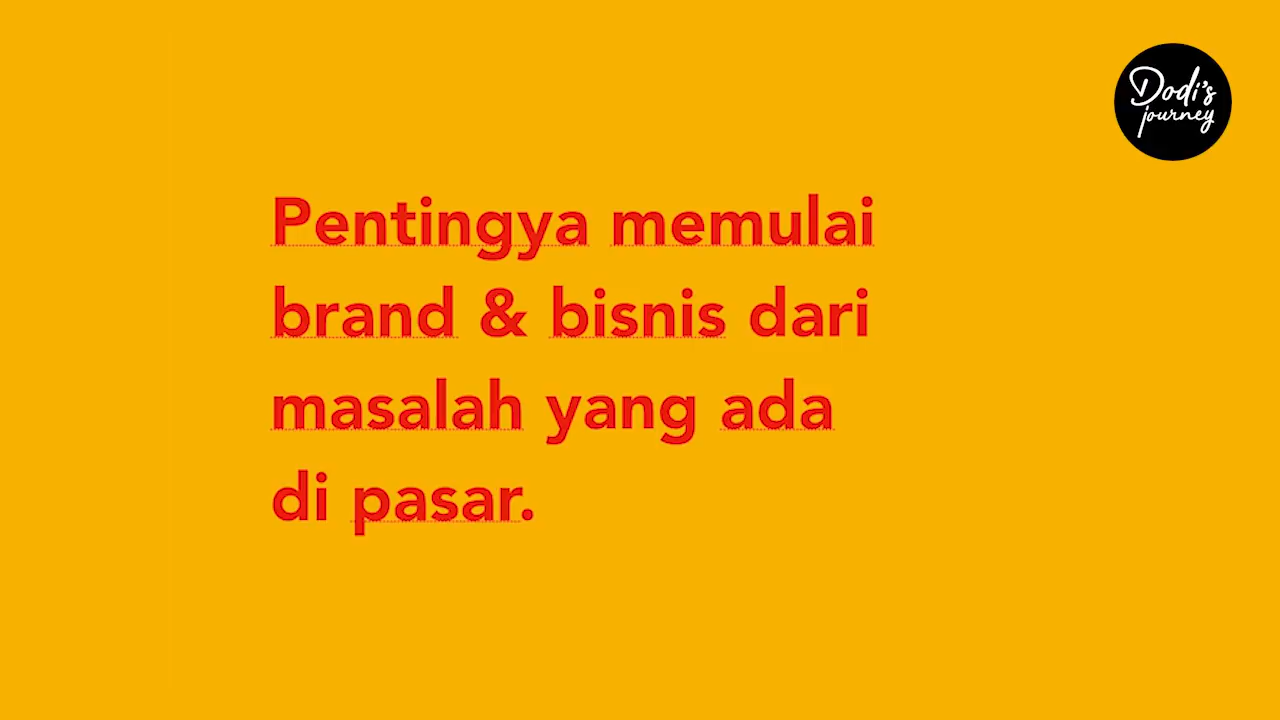 Dodi's
journey
Pentingya memulai
brand & bisnis dari
masalah yang ada
di pasar.